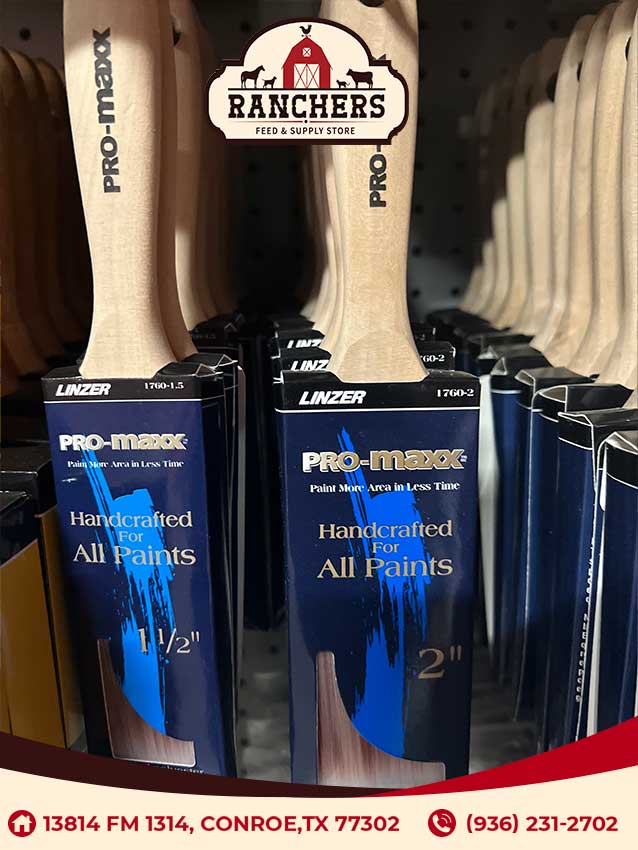 RANCHERS
FEED & SUPPLY STORE
PRO-maxx
PRO-
LINZER 1760-1.5
PRO-maxx
Paint More Area in Less Time
Handcrafted
For
All Paints
1 1/2"
LINZ
LINZ
LINZER 1760-2
PRO-maxx
Paint More Area in Less Time
Handcrafted
For
All Paints
2"
13814 FM 1314, CONROE,TX 77302
(936) 231-2702